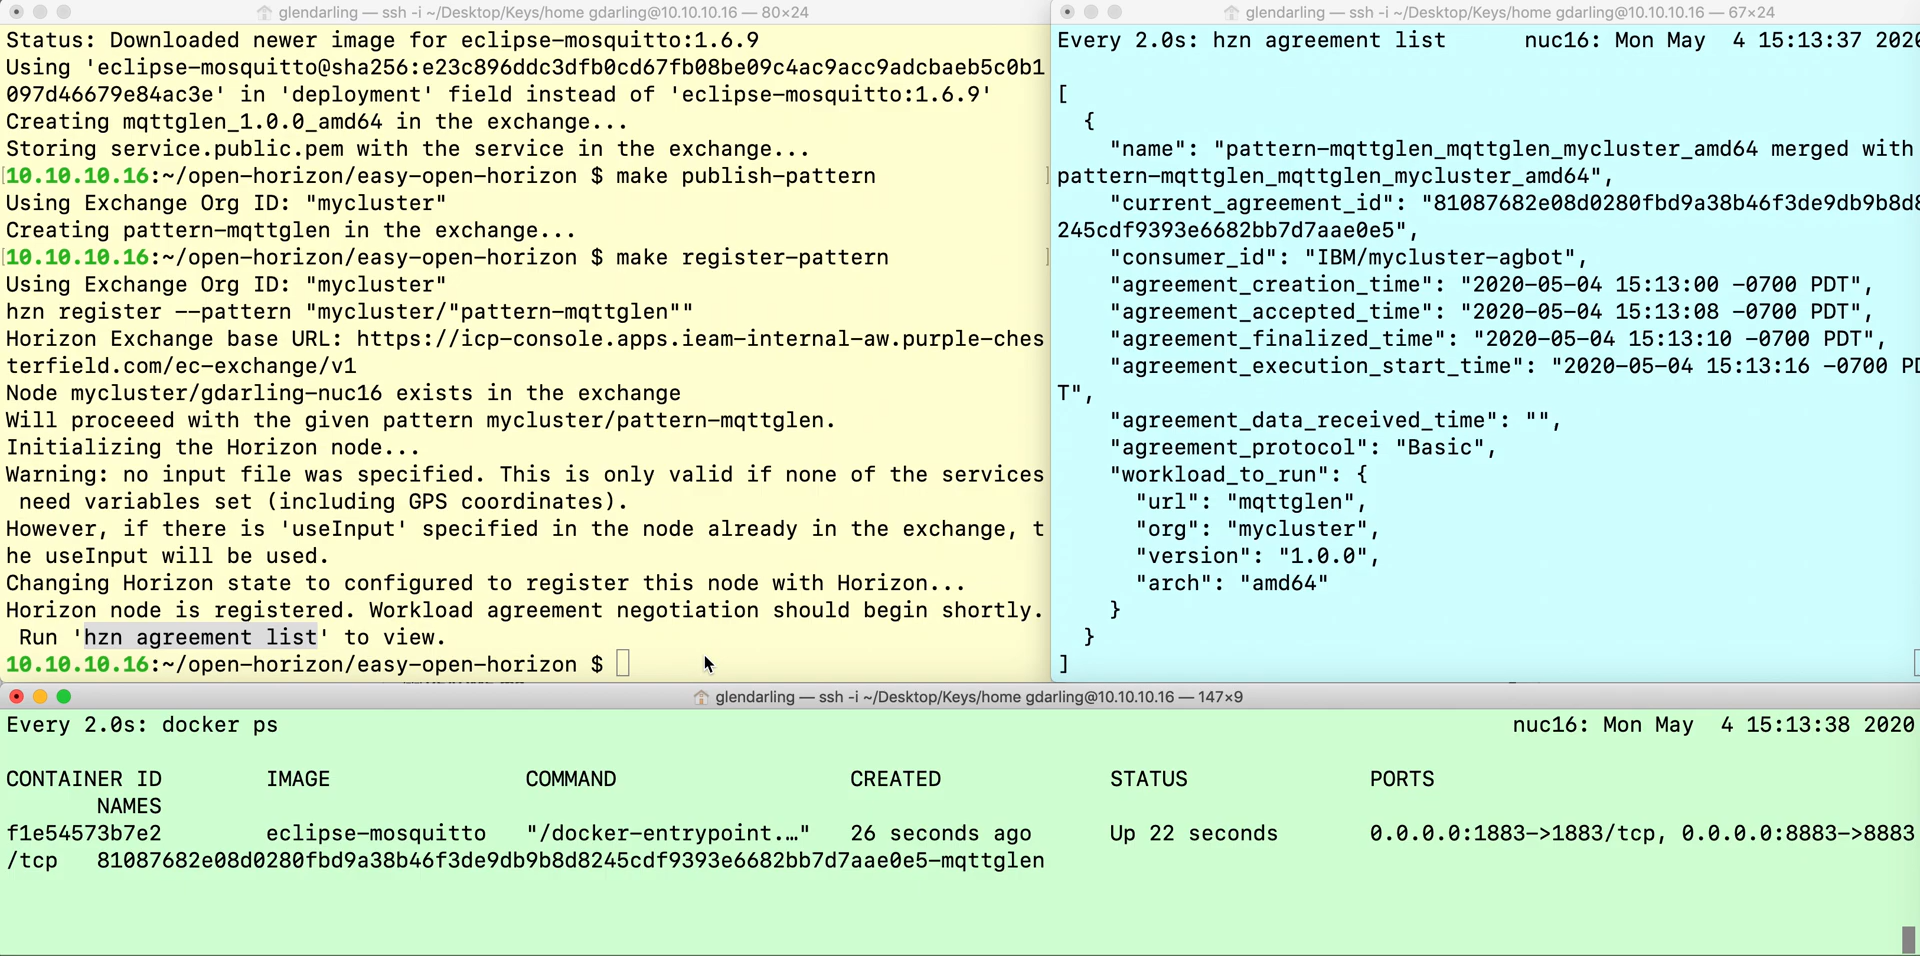 glendarling — ssh -i ~/Desktop/Keys/home gdarling@10.10.10.16 — 80×24
Status: Downloaded newer image for eclipse-mosquitto:1.6.9
Using 'eclipse-mosquitto@sha256:e23c896ddc3dfb0cd67fb08be09c4ac9acc9adcbaeb5c0b1
097d46679e84ac3e' in 'deployment' field instead of 'eclipse-mosquitto:1.6.9'
Creating mqttglen_1.0.0_amd64 in the exchange...
Storing service.public.pem with the service in the exchange...
10.10.10.16:~/open-horizon/easy-open-horizon $ make publish-pattern
Using Exchange Org ID: "mycluster"
Creating pattern-mqttglen in the exchange...
10.10.10.16:~/open-horizon/easy-open-horizon $ make register-pattern
Using Exchange Org ID: "mycluster"
hzn register --pattern "mycluster/"pattern-mqttglen""
Horizon Exchange base URL: https://icp-console.apps.ieam-internal-aw.purple-ches
terfield.com/ec-exchange/v1
Node mycluster/gdarling-nuc16 exists in the exchange
Will proceeed with the given pattern mycluster/pattern-mqttglen.
Initializing the Horizon node...
Warning: no input file was specified. This is only valid if none of the services
 need variables set (including GPS coordinates).
However, if there is 'useInput' specified in the node already in the exchange, t
he useInput will be used.
Changing Horizon state to configured to register this node with Horizon...
Horizon node is registered. Workload agreement negotiation should begin shortly.
 Run 'hzn agreement list' to view.
10.10.10.16:~/open-horizon/easy-open-horizon $
glendarling — ssh -i ~/Desktop/Keys/home gdarling@10.10.10.16 — 67×24
Every 2.0s: hzn agreement list nuc16: Mon May 4 15:13:37 2020
[
{
"name": "pattern-mqttglen_mqttglen_mycluster_amd64 merged with
pattern-mqttglen_mqttglen_mycluster_amd64",
"current_agreement_id": "81087682e08d0280fbd9a38b46f3de9db9b8d8
245cdf9393e6682bb7d7aae0e5",
"consumer_id": "IBM/mycluster-agbot",
"agreement_creation_time": "2020-05-04 15:13:00 -0700 PDT",
"agreement_accepted_time": "2020-05-04 15:13:08 -0700 PDT",
"agreement_finalized_time": "2020-05-04 15:13:10 -0700 PDT",
"agreement_execution_start_time": "2020-05-04 15:13:16 -0700 PD
T",
"agreement_data_received_time": "",
"agreement_protocol": "Basic",
"workload_to_run": {
"url": "mqttglen",
"org": "mycluster",
"version": "1.0.0",
"arch": "amd64"
}
}
]
glendarling — ssh -i ~/Desktop/Keys/home gdarling@10.10.10.16 — 147×9
Every 2.0s: docker ps nuc16: Mon May 4 15:13:38 2020
CONTAINER ID IMAGE COMMAND CREATED STATUS PORTS
NAMES
f1e54573b7e2 eclipse-mosquitto "/docker-entrypoint.…" 26 seconds ago Up 22 seconds 0.0.0.0:1883->1883/tcp, 0.0.0.0:8883->8883
/tcp 81087682e08d0280fbd9a38b46f3de9db9b8d8245cdf9393e6682bb7d7aae0e5-mqttglen